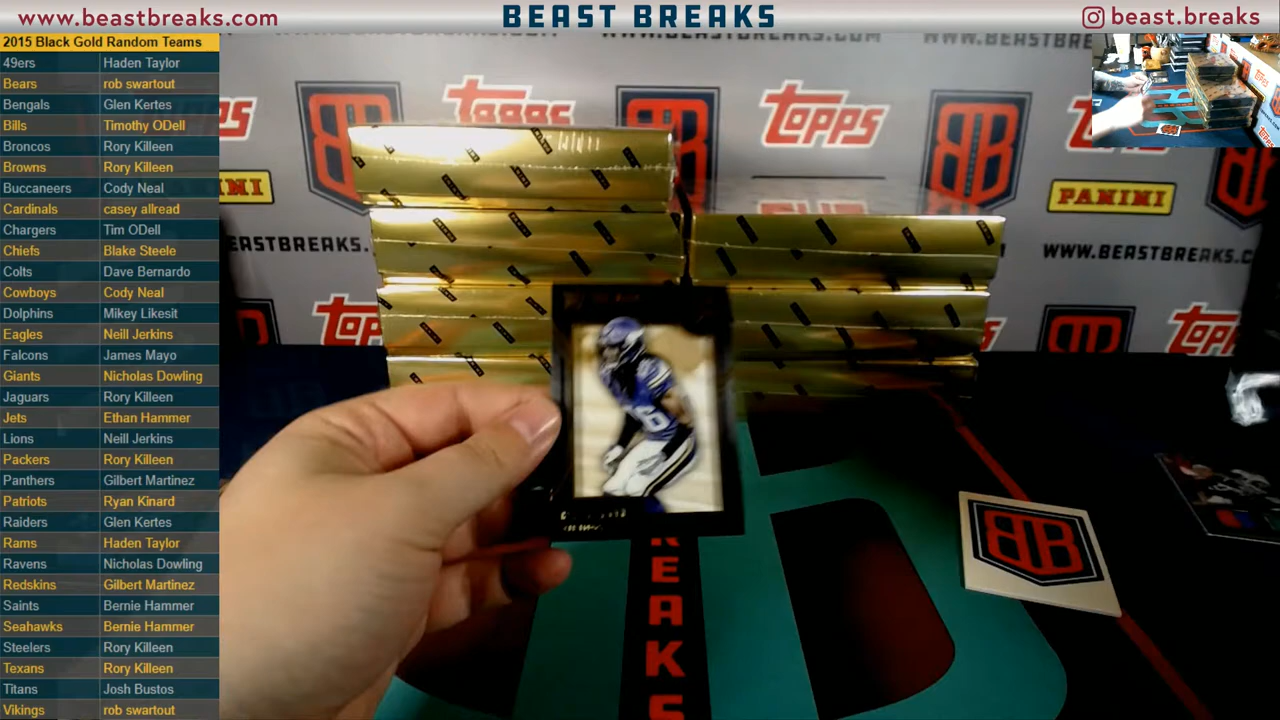 www.beastbreaks.com
BEAST BREAKS
beast.breaks
2015 Black Gold Random Teams
49ers Haden Taylor
Bears rob swartout
Bengals Glen Kertes
Bills Timothy ODell
Broncos Rory Killeen
Browns Rory Killeen
Buccaneers Cody Neal
Cardinals casey allread
Chargers Tim ODell
Chiefs Blake Steele
Colts Dave Bernardo
Cowboys Cody Neal
Dolphins Mikey Likesit
Eagles Neill Jerkins
Falcons James Mayo
Giants Nicholas Dowling
Jaguars Rory Killeen
Jets Ethan Hammer
Lions Neill Jerkins
Packers Rory Killeen
Panthers Gilbert Martinez
Patriots Ryan Kinard
Raiders Glen Kertes
Rams Haden Taylor
Ravens Nicholas Dowling
Redskins Gilbert Martinez
Saints Bernie Hammer
Seahawks Bernie Hammer
Steelers Rory Killeen
Texans Rory Killeen
Titans Josh Bustos
Vikings rob swartout
TOPPS
TOPPS
PANINI
WWW.BEASTBREAKS.C
BEASTBREAKS.
TOP
TOPP
BB
REAKS